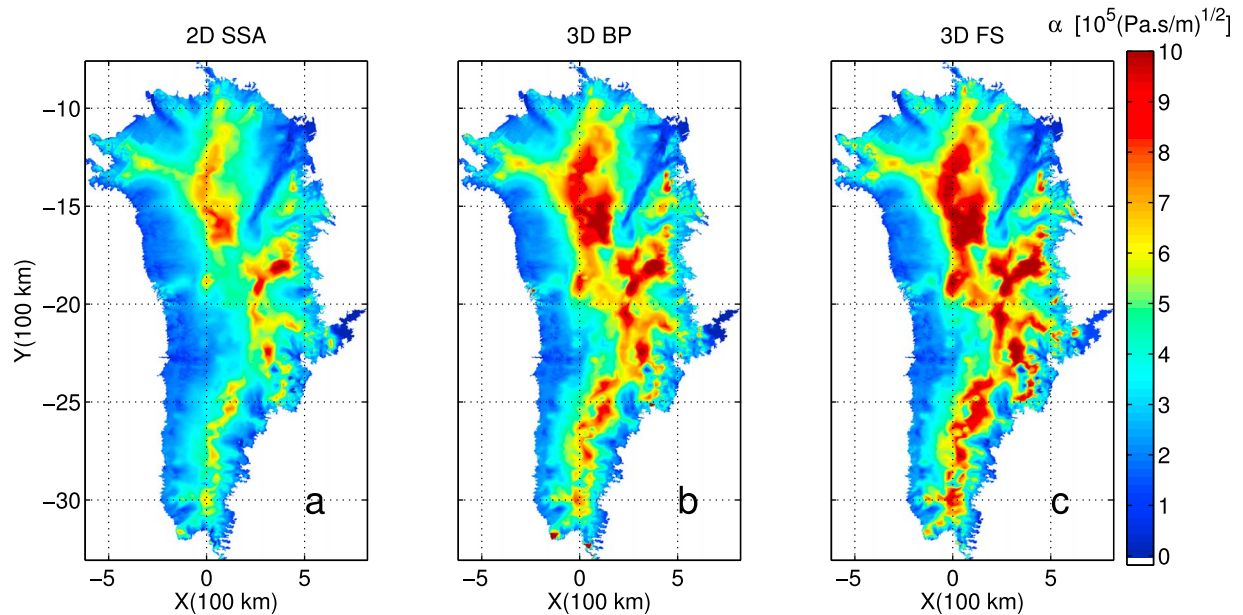 2D SSA
3D BP
3D FS
α [10^5(Pa.s/m)^1/2]
Y(100 km)
−10
−15
−20
−25
−30
a
b
c
−5 0 5
−5 0 5
−5 0 5
X(100 km)
X(100 km)
X(100 km)
10
9
8
7
6
5
4
3
2
1
0